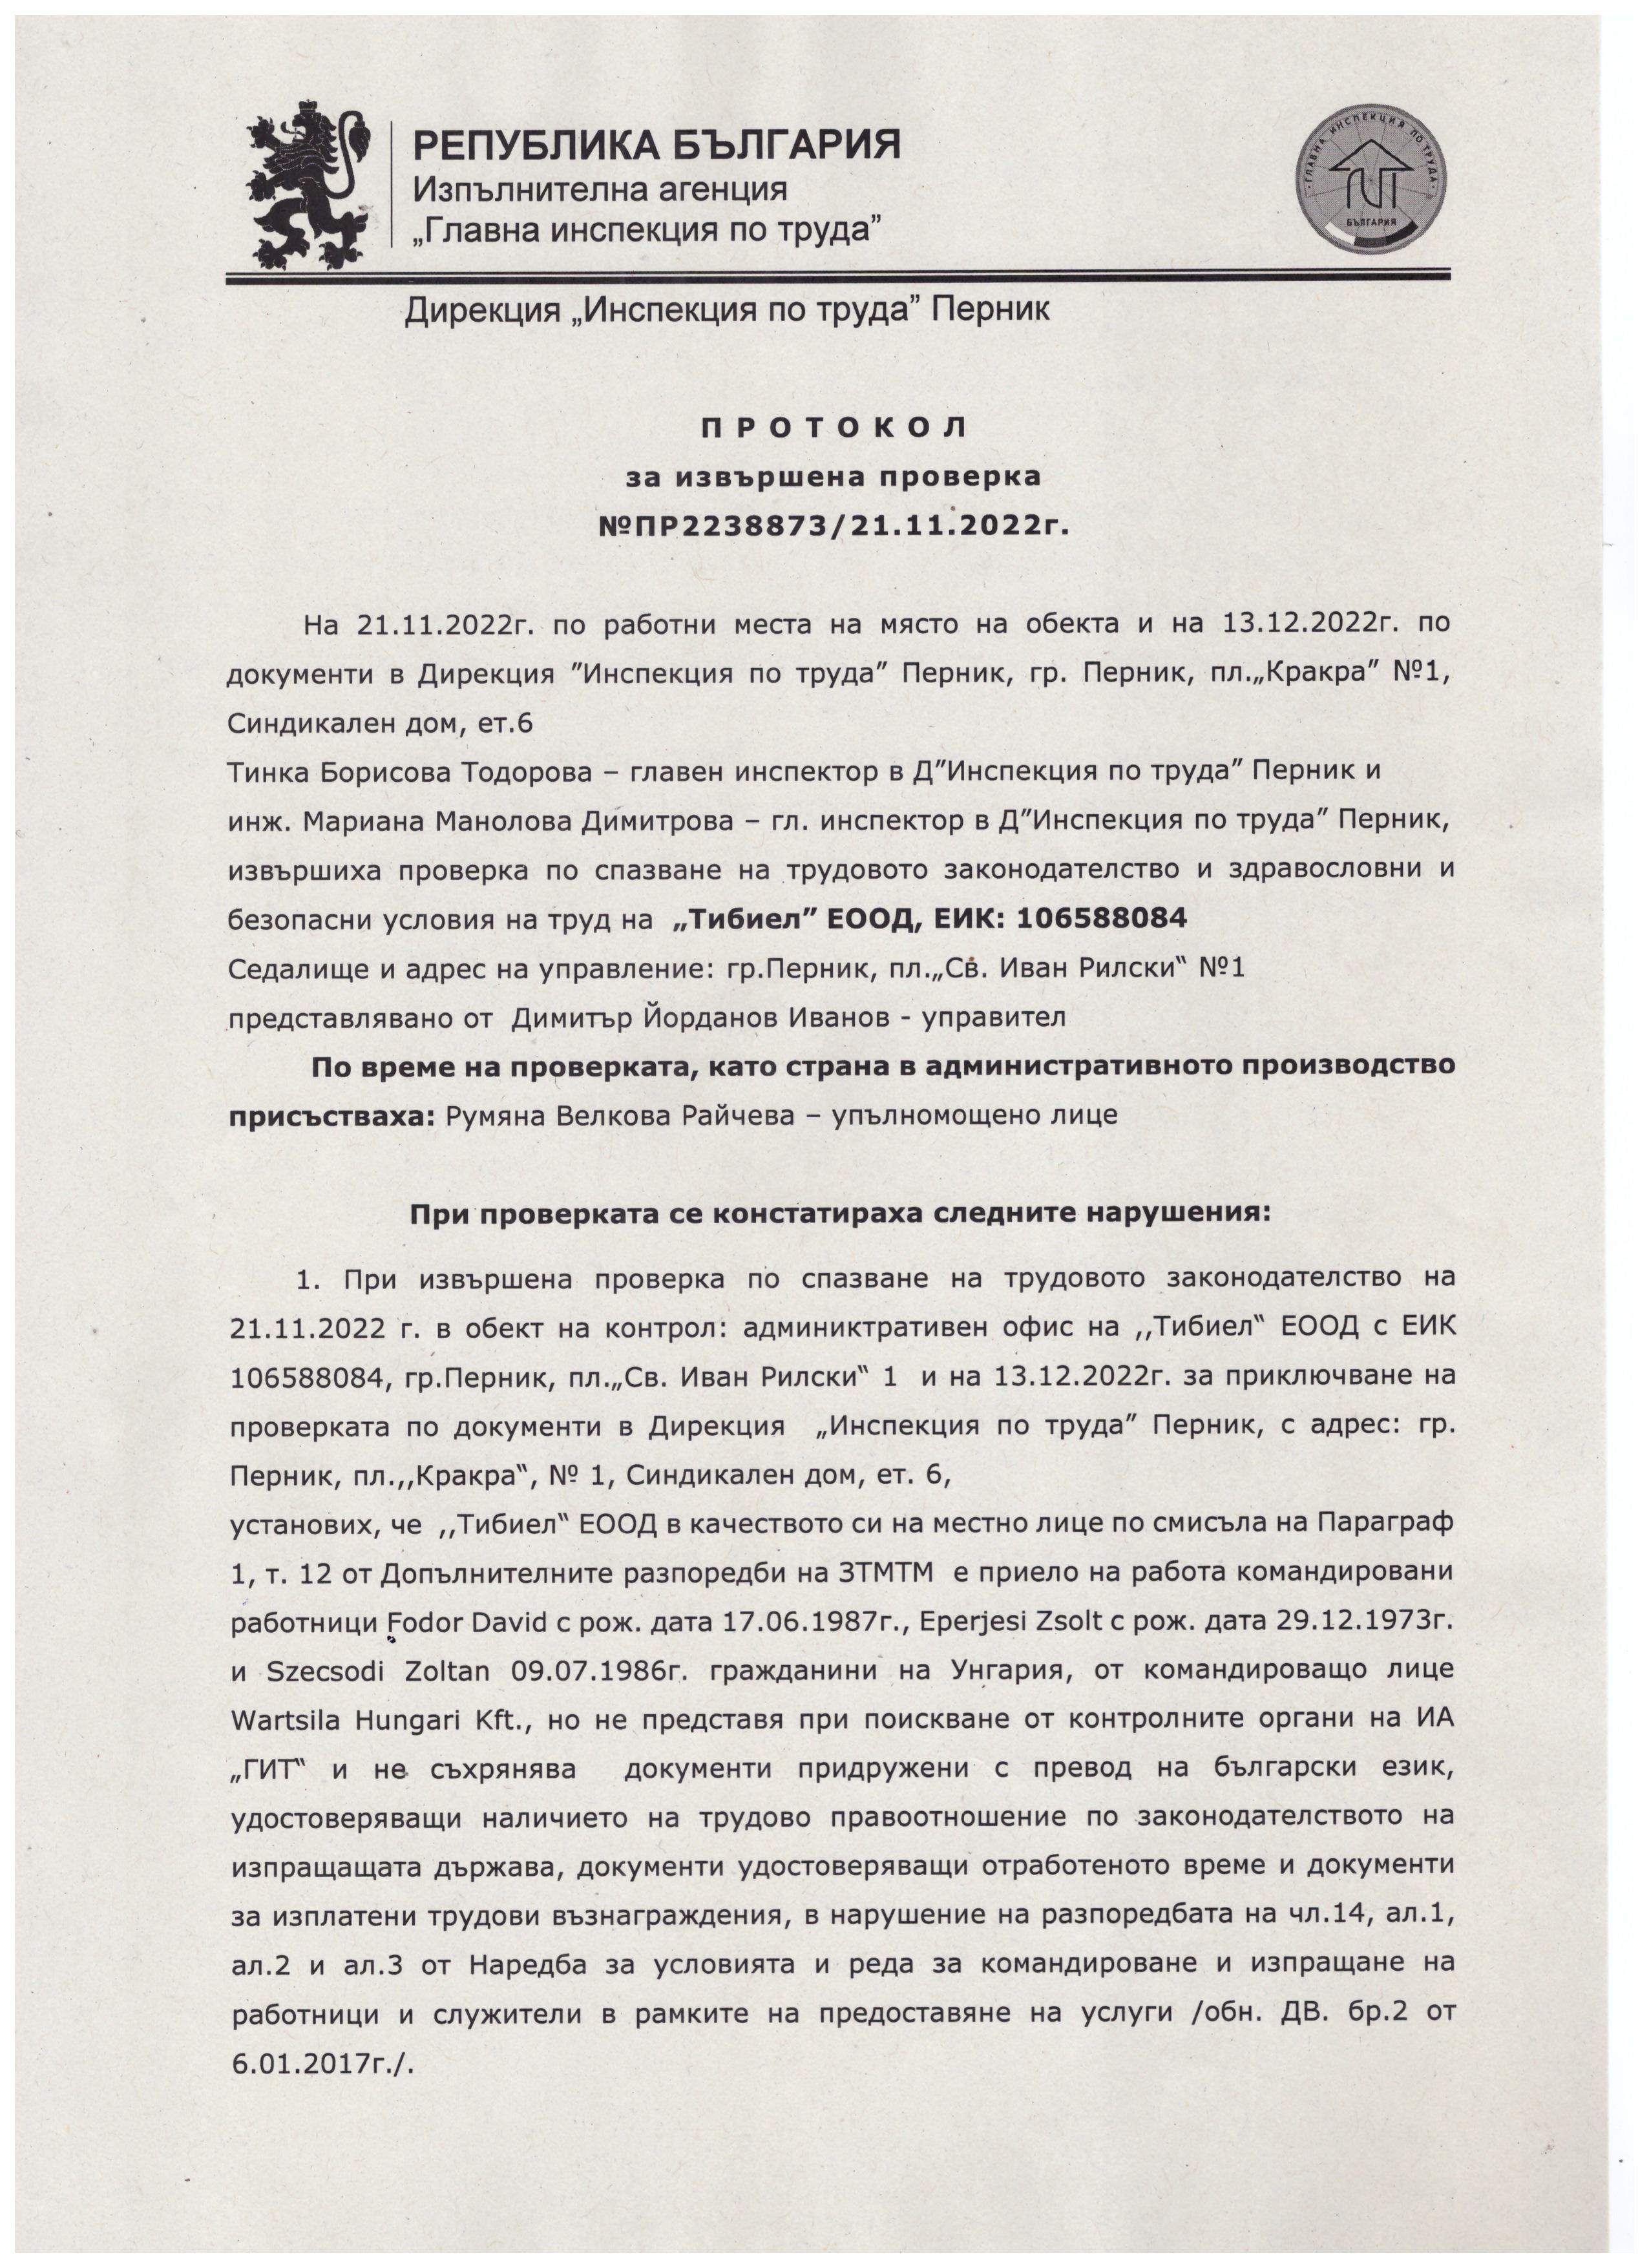 РЕПУБЛИКА БЪЛГАРИЯ
Изпълнителна агенция
„Главна инспекция по труда”
ГЛАВНА ИНСПЕКЦИЯ ПО ТРУДА
БЪЛГАРИЯ
Дирекция „Инспекция по труда” Перник
П Р О Т О К О Л
за извършена проверка
№ПР2238873/21.11.2022г.
На 21.11.2022г. по работни места на място на обекта и на 13.12.2022г. по
документи в Дирекция ”Инспекция по труда” Перник, гр. Перник, пл.„Кракра” №1,
Синдикален дом, ет.6
Тинка Борисова Тодорова – главен инспектор в Д”Инспекция по труда” Перник и
инж. Мариана Манолова Димитрова – гл. инспектор в Д”Инспекция по труда” Перник,
извършиха проверка по спазване на трудовото законодателство и здравословни и
безопасни условия на труд на „Тибиел” ЕООД, ЕИК: 106588084
Седалище и адрес на управление: гр.Перник, пл.„Св. Иван Рилски‟ №1
представлявано от Димитър Йорданов Иванов - управител
По време на проверката, като страна в административното производство
присъстваха: Румяна Велкова Райчева – упълномощено лице
При проверката се констатираха следните нарушения:
1. При извършена проверка по спазване на трудовото законодателство на
21.11.2022 г. в обект на контрол: админиктративен офис на ,,Тибиел‟ ЕООД с ЕИК
106588084, гр.Перник, пл.„Св. Иван Рилски‟ 1 и на 13.12.2022г. за приключване на
проверката по документи в Дирекция „Инспекция по труда” Перник, с адрес: гр.
Перник, пл.,,Кракра‟, № 1, Синдикален дом, ет. 6,
установих, че ,,Тибиел‟ ЕООД в качеството си на местно лице по смисъла на Параграф
1, т. 12 от Допълнителните разпоредби на ЗТМТМ е приело на работа командировани
работници Fodor David с рож. дата 17.06.1987г., Eperjesi Zsolt с рож. дата 29.12.1973г.
и Szecsodi Zoltan 09.07.1986г. гражданини на Унгария, от командироващо лице
Wartsila Hungari Kft., но не представя при поискване от контролните органи на ИА
„ГИТ‟ и не съхрянява документи придружени с превод на български език,
удостоверяващи наличието на трудово правоотношение по законодателството на
изпращащата държава, документи удостоверяващи отработеното време и документи
за изплатени трудови възнаграждения, в нарушение на разпоредбата на чл.14, ал.1,
ал.2 и ал.3 от Наредба за условията и реда за командироване и изпращане на
работници и служители в рамките на предоставяне на услуги /обн. ДВ. бр.2 от
6.01.2017г./.